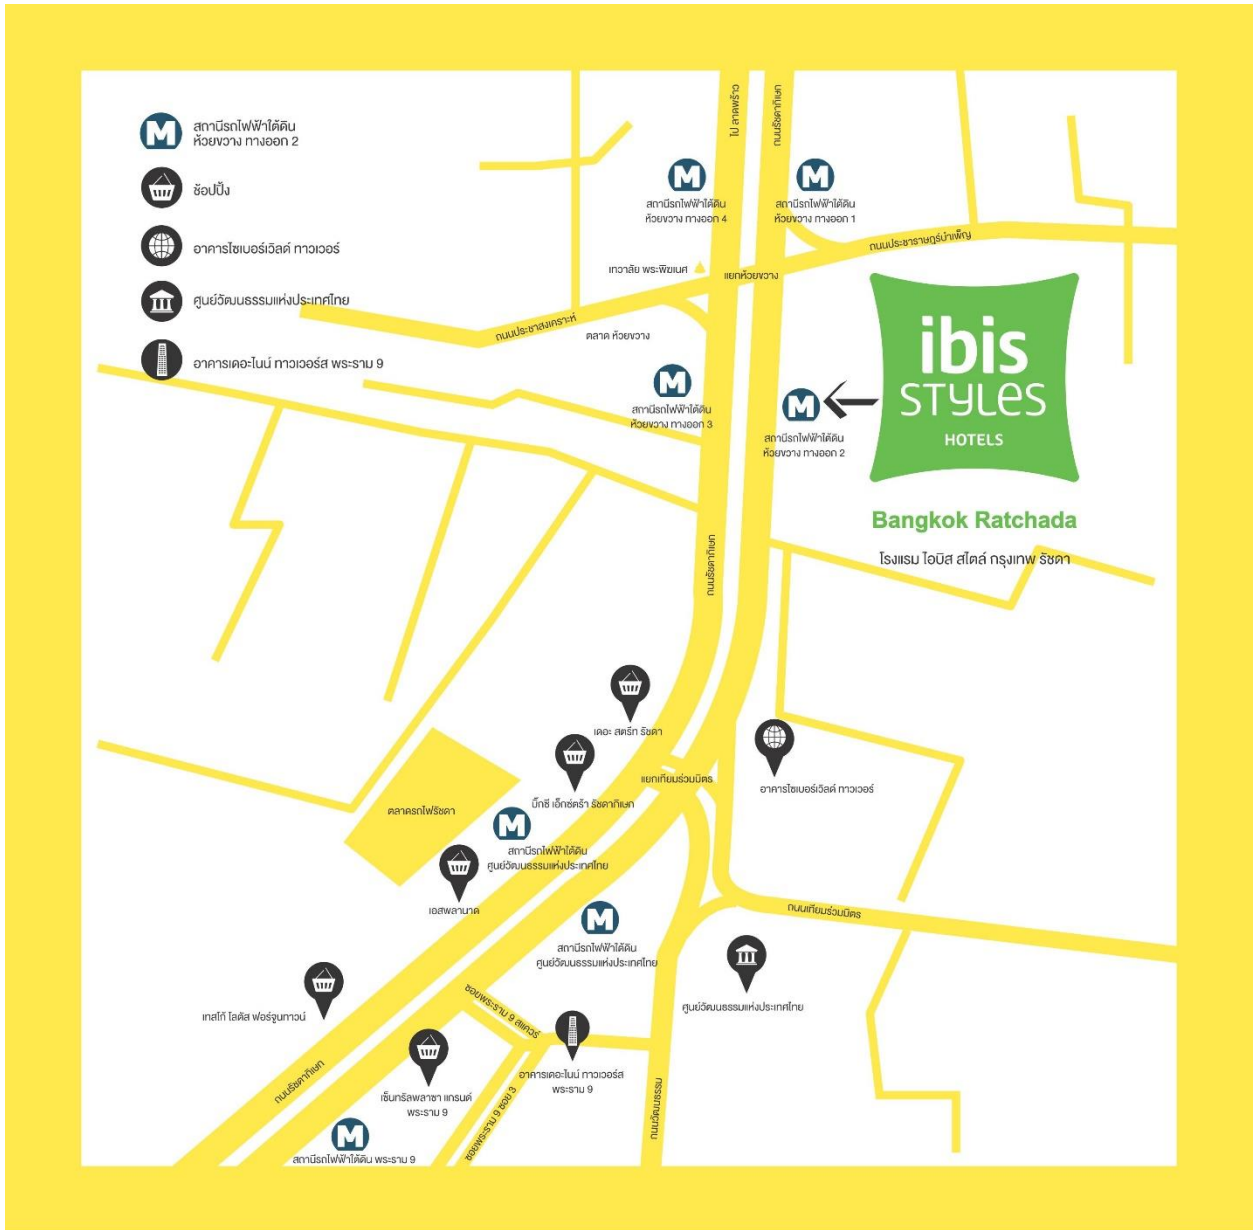 สถานีรถไฟฟ้าใต้ดิน
ห้วยขวาง ทางออก 2
ช้อปปิ้ง
อาคารไซเบอร์เวิลด์ ทาวเวอร์
ศูนย์วัฒนธรรมแห่งประเทศไทย
อาคารเดอะไนน์ ทาวเวอร์ส พระราม 9
ไป ลาดพร้าว
ถนนรัชดาภิเษก
สถานีรถไฟฟ้าใต้ดิน
ห้วยขวาง ทางออก 4
สถานีรถไฟฟ้าใต้ดิน
ห้วยขวาง ทางออก 1
ถนนประชาราษฎร์บำเพ็ญ
เทวาลัย พระพิฆเนศ
แยกห้วยขวาง
ถนนประชาสงเคราะห์
ตลาด ห้วยขวาง
สถานีรถไฟฟ้าใต้ดิน
ห้วยขวาง ทางออก 3
สถานีรถไฟฟ้าใต้ดิน
ห้วยขวาง ทางออก 2
ibis
STYLES
HOTELS
Bangkok Ratchada
โรงแรม ไอบิส สไตล์ กรุงเทพ รัชดา
ถนนรัชดาภิเษก
เดอะ สตรีท รัชดา
บิ๊กซี เอ็กซ์ตร้า รัชดาภิเษก
แยกเทียมร่วมมิตร
อาคารไซเบอร์เวิลด์ ทาวเวอร์
ตลาดรถไฟรัชดา
สถานีรถไฟฟ้าใต้ดิน
ศูนย์วัฒนธรรมแห่งประเทศไทย
เอสพลานาด
ถนนเทียมร่วมมิตร
สถานีรถไฟฟ้าใต้ดิน
ศูนย์วัฒนธรรมแห่งประเทศไทย
ศูนย์วัฒนธรรมแห่งประเทศไทย
เทสโก้ โลตัส ฟอร์จูนทาวน์
ซอยพระราม 9 สแควร์
ถนนรัชดาภิเษก
เซ็นทรัลพลาซา แกรนด์
พระราม 9
อาคารเดอะไนน์ ทาวเวอร์ส
พระราม 9
ซอยพระราม 9 ซอย 3
ถนนวัฒนธรรม
สถานีรถไฟฟ้าใต้ดิน พระราม 9